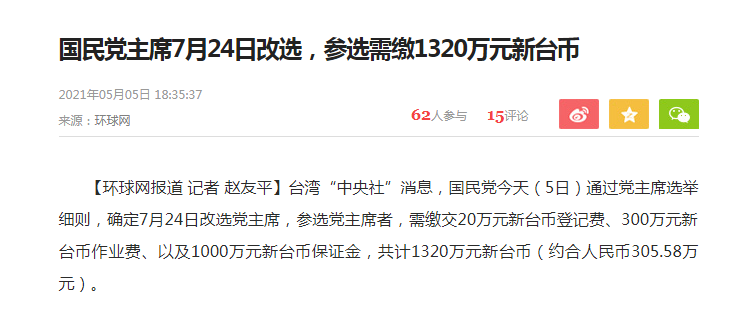 国民党主席7月24日改选，参选需缴1320万元新台币
2021年05月05日 18:35:37
来源：环球网
62人参与 15评论
【环球网报道 记者 赵友平】台湾“中央社”消息，国民党今天（5日）通过党主席选举
细则，确定7月24日改选党主席，参选党主席者，需缴交20万元新台币登记费、300万元新
台币作业费、以及1000万元新台币保证金，共计1320万元新台币（约合人民币305.58万
元）。